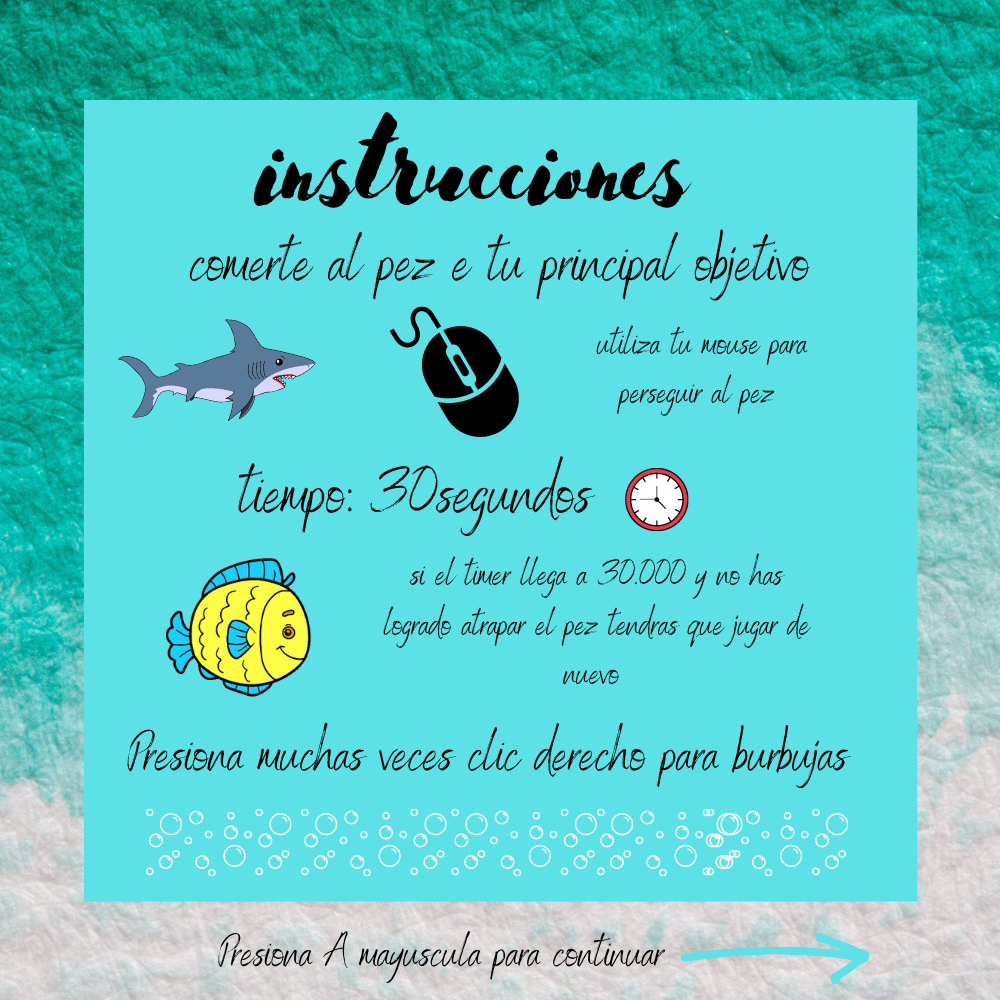 instrucciones
comerte al pez e tu principal objetivo
utiliza tu mouse para
perseguir al pez
tiempo: 30segundos
si el timer llega a 30.000 y no has
logrado atrapar el pez tendras que jugar de
nuevo
Presiona muchas veces clic derecho para burbujas
Presiona A mayuscula para continuar